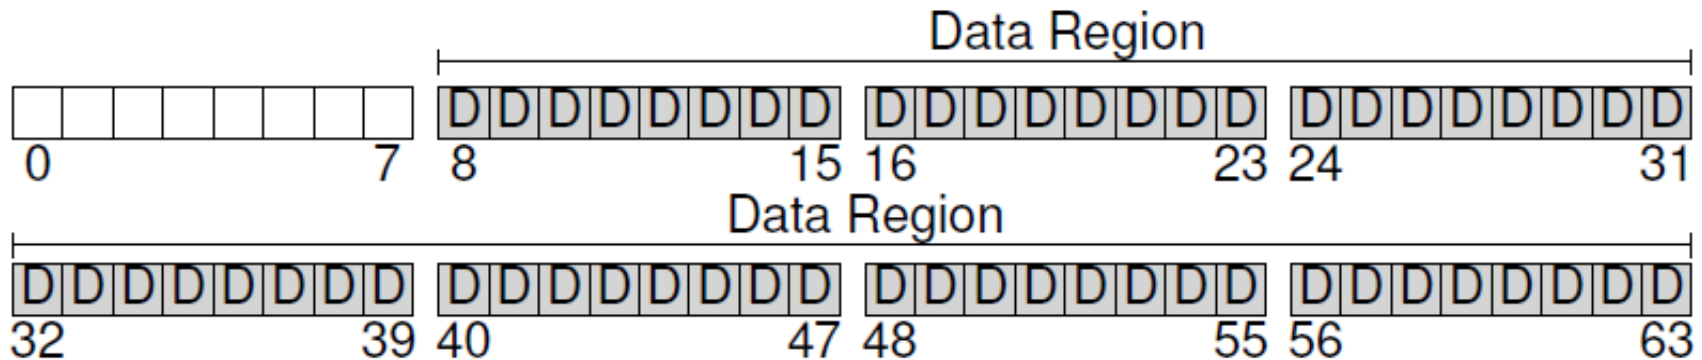 Data Region
D D D D D D D D D D D D D D D D D D D D D D D D
0 7 8 15 16 23 24 31
Data Region
D D D D D D D D D D D D D D D D D D D D D D D D D D D D D D D D
32 39 40 47 48 55 56 63